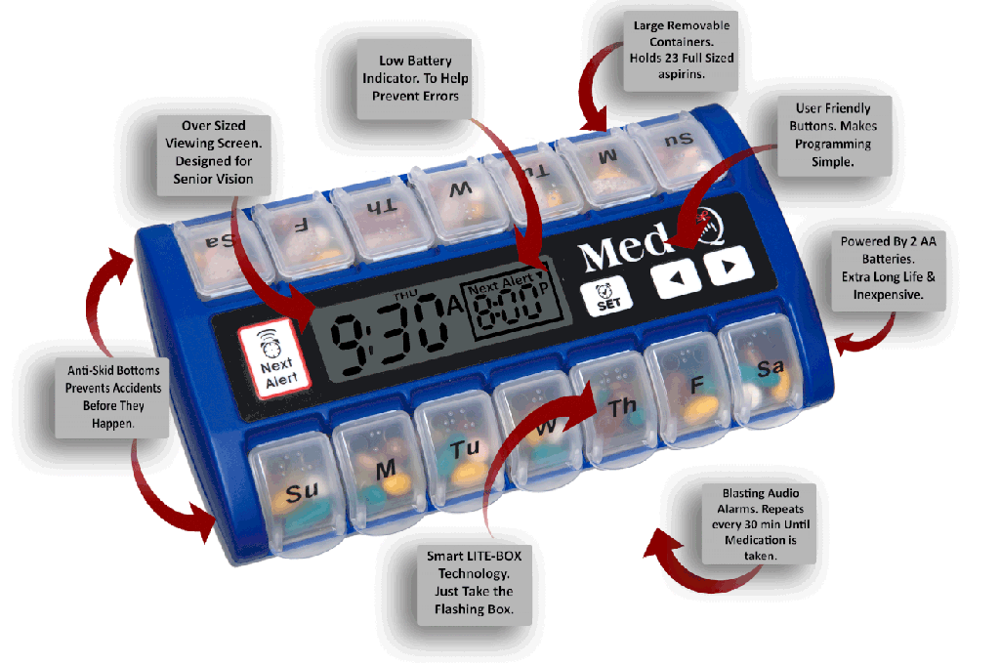 Large Removable
Containers.
Holds 23 Full Sized
aspirins.
Low Battery
Indicator. To Help
Prevent Errors
User Friendly
Buttons. Makes
Programming
Simple.
Over Sized
Viewing Screen.
Designed for
Senior Vision
Su
M
Tu
W
Th
F
Sa
Med Q
Powered By 2 AA
Batteries.
Extra Long Life &
Inexpensive.
THU
9:30 A
Next Alert
8:00 P
SET
Next
Alert
Anti-Skid Bottoms
Prevents Accidents
Before They
Happen.
Su
M
Tu
W
Th
F
Sa
Blasting Audio
Alarms. Repeats
every 30 min Until
Medication is
taken.
Smart LITE-BOX
Technology.
Just Take the
Flashing Box.